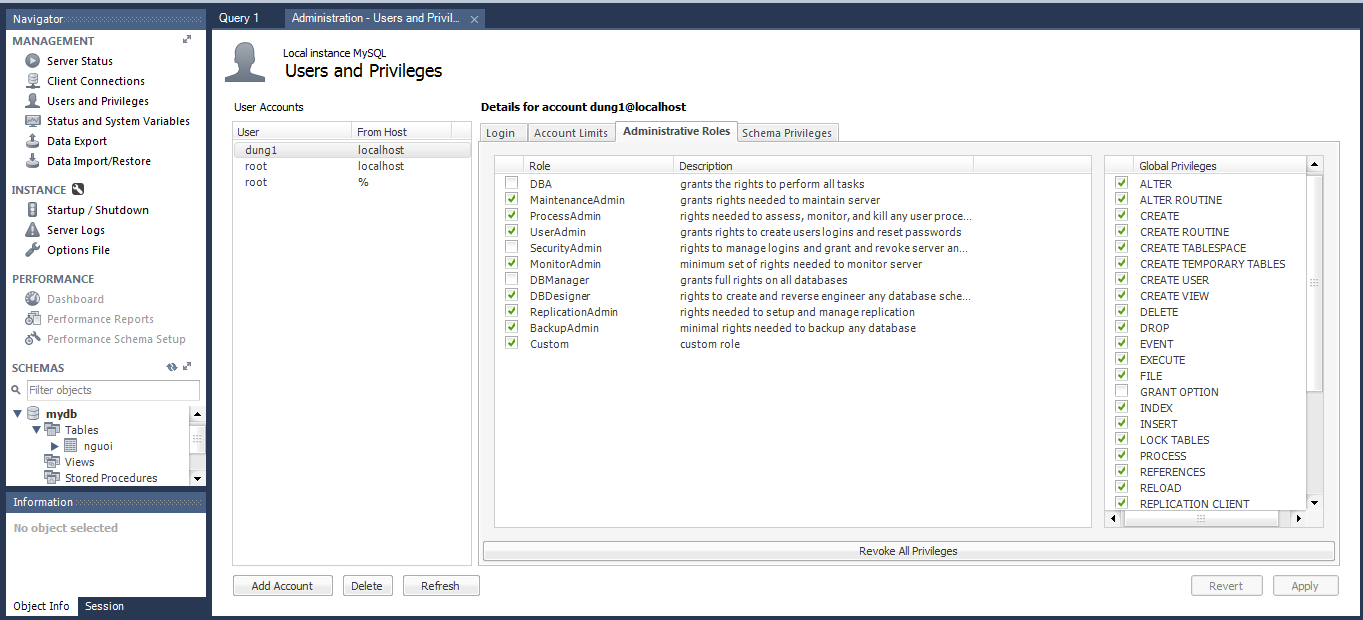 Navigator
MANAGEMENT
Server Status
Client Connections
Users and Privileges
Status and System Variables
Data Export
Data Import/Restore
INSTANCE
Startup / Shutdown
Server Logs
Options File
PERFORMANCE
Dashboard
Performance Reports
Performance Schema Setup
SCHEMAS
Filter objects
mydb
Tables
nguoi
Views
Stored Procedures
Information
No object selected
Object Info Session
Query 1 Administration - Users and Privil...
Local instance MySQL
Users and Privileges
User Accounts
User From Host
dung1 localhost
root localhost
root %
Add Account Delete Refresh
Details for account dung1@localhost
Login Account Limits Administrative Roles Schema Privileges
Role Description
DBA grants the rights to perform all tasks
MaintenanceAdmin grants rights needed to maintain server
ProcessAdmin rights needed to assess, monitor, and kill any user proce...
UserAdmin grants rights to create users logins and reset passwords
SecurityAdmin rights to manage logins and grant and revoke server an...
MonitorAdmin minimum set of rights needed to monitor server
DBManager grants full rights on all databases
DBDesigner rights to create and reverse engineer any database sche...
ReplicationAdmin rights needed to setup and manage replication
BackupAdmin minimal rights needed to backup any database
Custom custom role
Global Privileges
ALTER
ALTER ROUTINE
CREATE
CREATE ROUTINE
CREATE TABLESPACE
CREATE TEMPORARY TABLES
CREATE USER
CREATE VIEW
DELETE
DROP
EVENT
EXECUTE
FILE
GRANT OPTION
INDEX
INSERT
LOCK TABLES
PROCESS
REFERENCES
RELOAD
REPLICATION CLIENT
Revoke All Privileges
Revert Apply